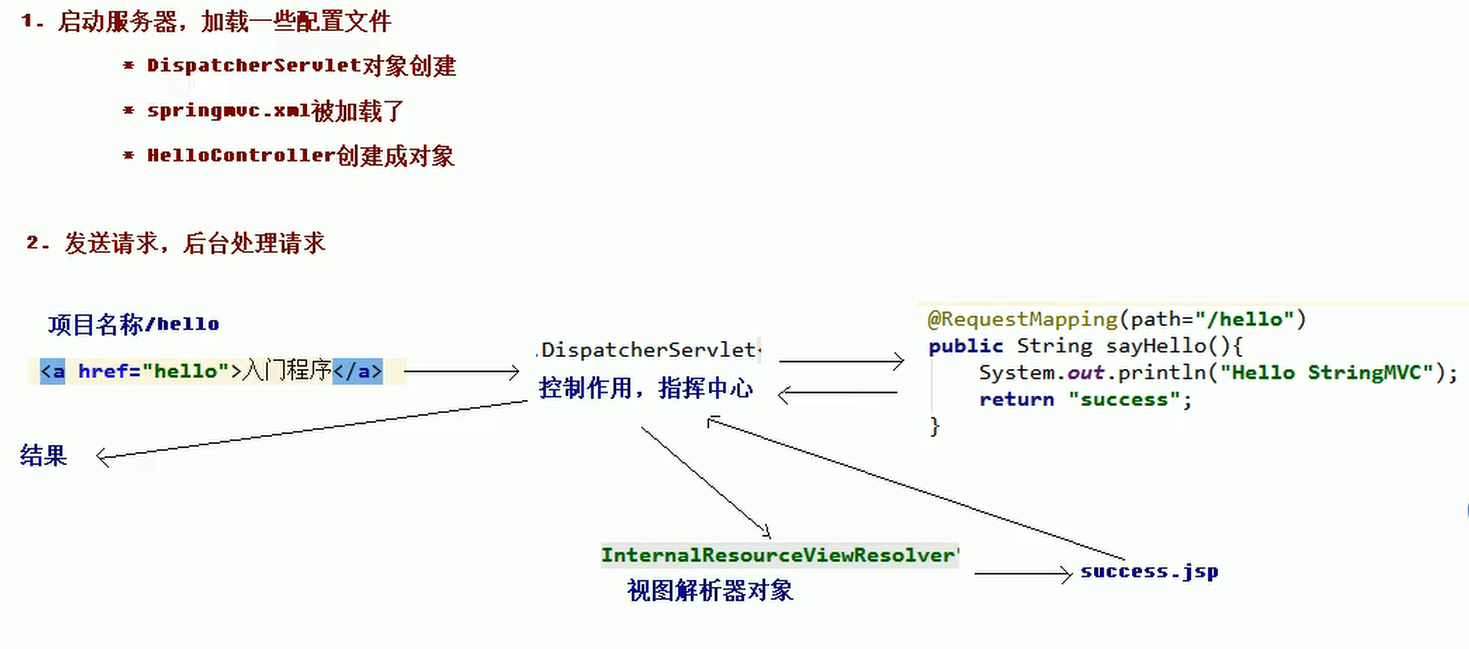 1. 启动服务器，加载一些配置文件
* DispatcherServlet对象创建
* springmvc.xml被加载了
* HelloController创建成对象
2. 发送请求，后台处理请求
项目名称/hello
<a href="hello">入门程序</a>
.DispatcherServlet
控制作用，指挥中心
@RequestMapping(path="/hello")
public String sayHello(){
System.out.println("Hello StringMVC");
return "success";
}
结果
InternalResourceViewResolver"
视图解析器对象
success.jsp